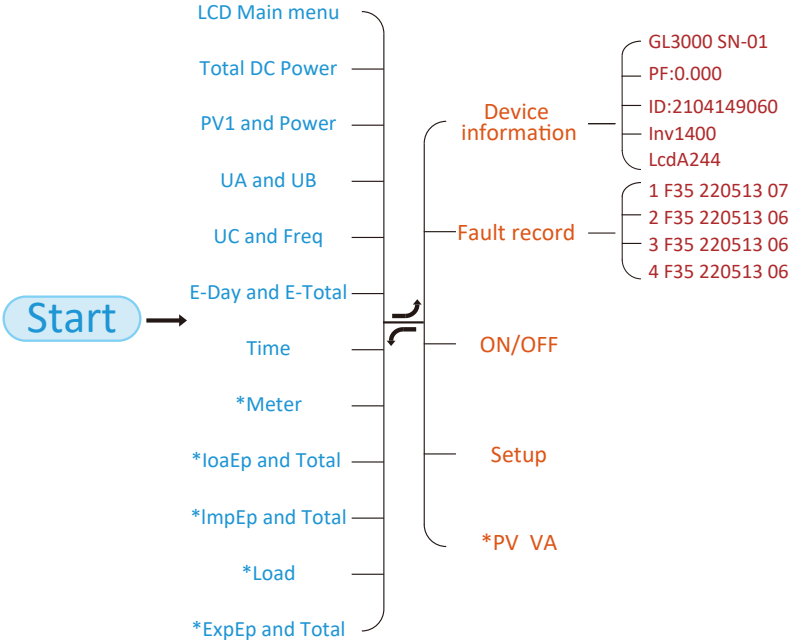 Start
LCD Main menu
Total DC Power
PV1 and Power
UA and UB
UC and Freq
E-Day and E-Total
Time
*Meter
*IoaEp and Total
*ImpEp and Total
*Load
*ExpEp and Total
Device
information
Fault record
ON/OFF
Setup
*PV VA
GL3000 SN-01
PF:0.000
ID:2104149060
Inv1400
LcdA244
1 F35 220513 07
2 F35 220513 06
3 F35 220513 06
4 F35 220513 06